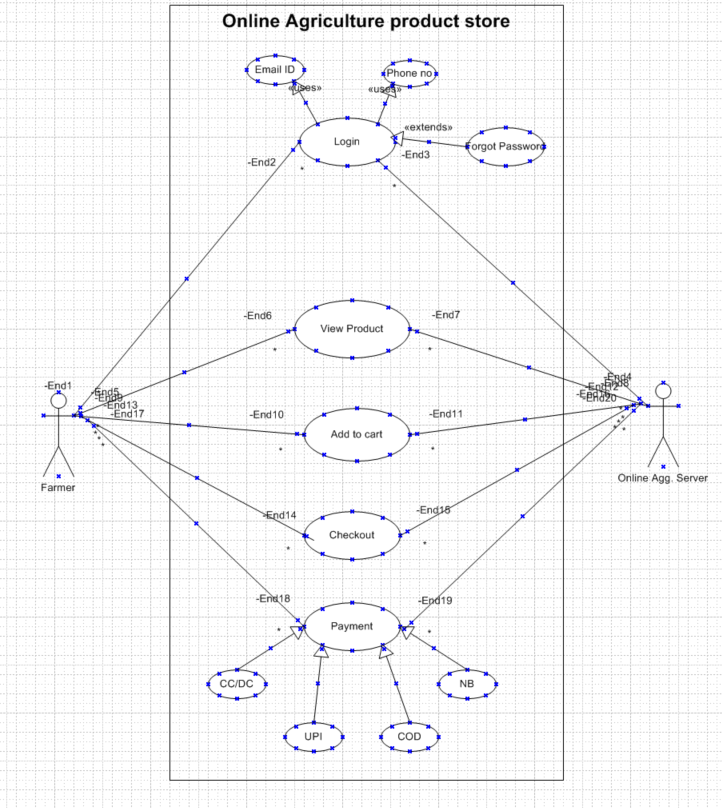 Online Agriculture product store
Email ID
Phone no
«uses»
«uses»
«extends»
Login
Forgot Password
-End2
-End3
*
*
-End6
-End7
View Product
*
*
-End1
-End5
-End9
-End13
-End17
-End4
-End8
-End12
-End20
-End10
-End11
Add to cart
*
*
*
*
*
*
*
*
Farmer
Online Agg. Server
-End14
-End15
Checkout
*
*
-End18
-End19
Payment
*
*
CC/DC
NB
UPI
COD